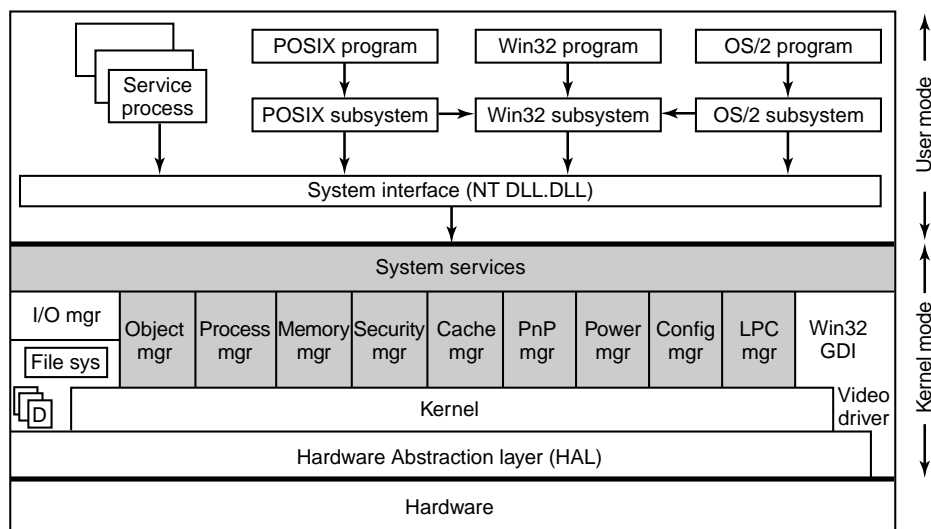 POSIX program
Win32 program
OS/2 program
Service
process
POSIX subsystem
Win32 subsystem
OS/2 subsystem
System interface (NT DLL.DLL)
User mode
System services
I/O mgr
File sys
D
Object
mgr
Process
mgr
Memory
mgr
Security
mgr
Cache
mgr
PnP
mgr
Power
mgr
Config
mgr
LPC
mgr
Win32
GDI
Video
driver
Kernel
Hardware Abstraction layer (HAL)
Kernel mode
Hardware